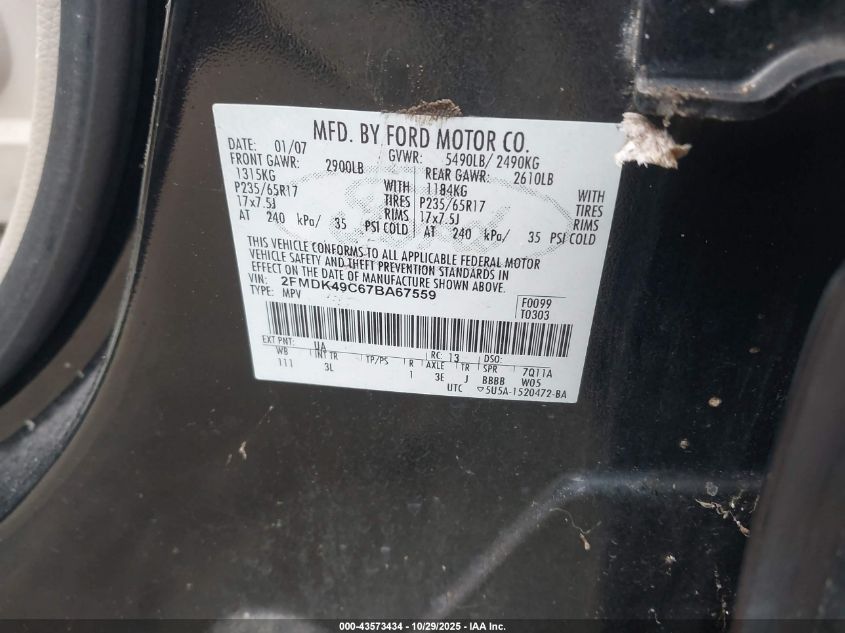 MFD. BY FORD MOTOR CO.
DATE: 01/07 GVWR: 5490LB/ 2490KG
FRONT GAWR: 2900LB REAR GAWR: 2610LB
1315KG WITH 1184KG WITH
P235/65R17 TIRES P235/65R17 TIRES
17x7.5J RIMS 17x7.5J RIMS
AT 240 kPa/ 35 PSI COLD AT 240 kPa/ 35 PSI COLD
THIS VEHICLE CONFORMS TO ALL APPLICABLE FEDERAL MOTOR
VEHICLE SAFETY AND THEFT PREVENTION STANDARDS IN
EFFECT ON THE DATE OF MANUFACTURE SHOWN ABOVE.
VIN: 2FMDK49C67BA67559
TYPE: MPV
F0099
T0303
EXT PNT: UA RC: 13 DSO:
WB INT TR TP/PS R AXLE TR SPR 7Q11A
111 3L 1 3E J BBBB W05
UTC ▽5U5A-1520472-BA
000-43573434 - 10/29/2025 - IAA Inc.